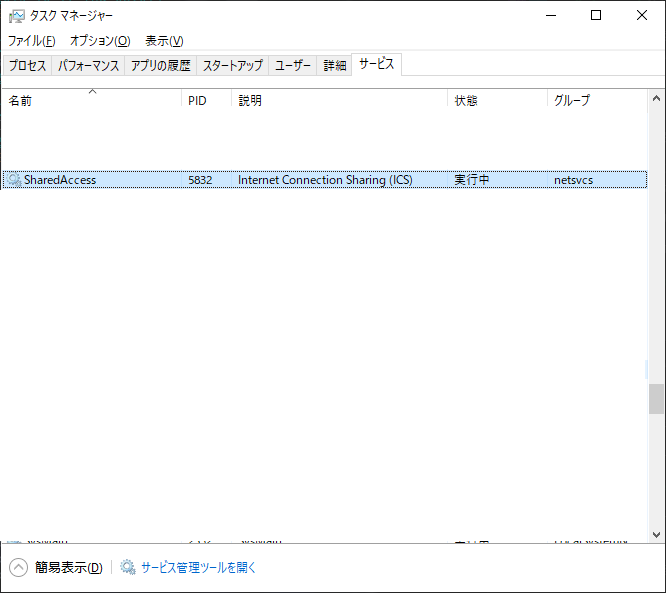 タスク マネージャー
ファイル(F) オプション(O) 表示(V)
プロセス パフォーマンス アプリの履歴 スタートアップ ユーザー 詳細 サービス
名前 PID 説明 状態 グループ
SharedAccess 5832 Internet Connection Sharing (ICS) 実行中 netsvcs
簡易表示(D) サービス管理ツールを開く